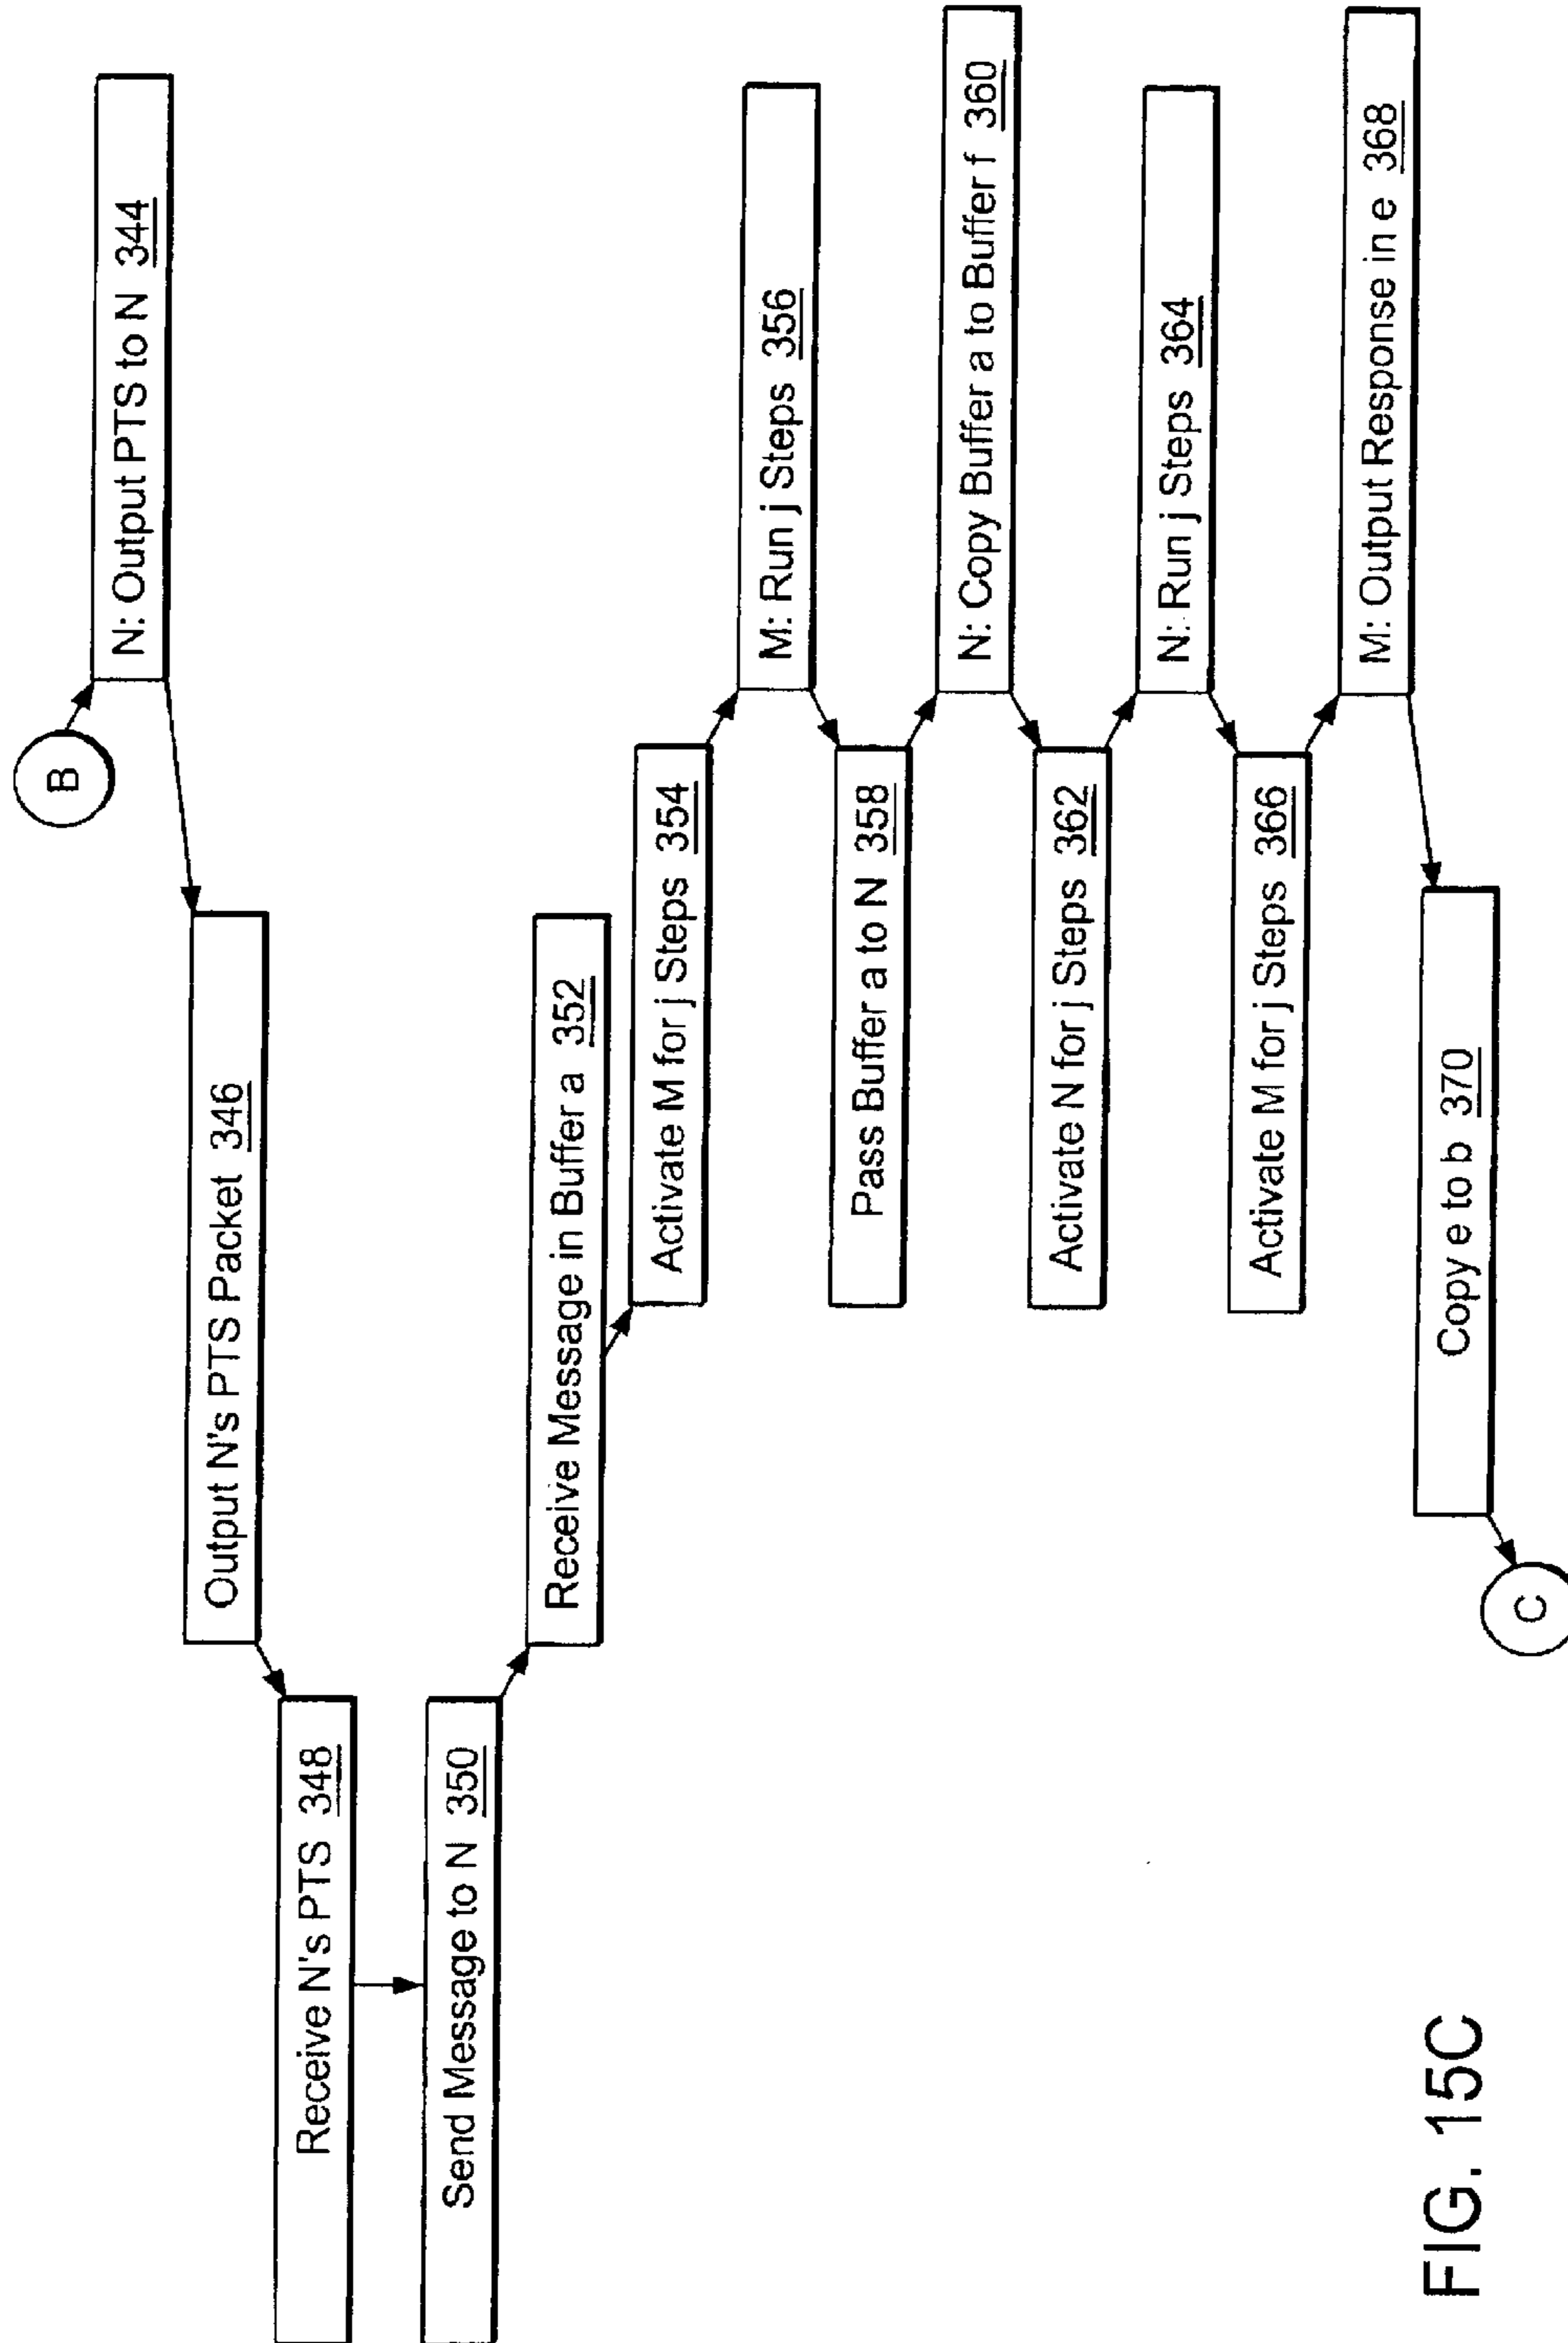 B
N: Output PTS to N 344
Output N's PTS Packet 346
Receive N's PTS 348
Send Message to N 350
Receive Message in Buffer a 352
Activate M for j Steps 354
M: Run j Steps 356
Pass Buffer a to N 358
N: Copy Buffer a to Buffer f 360
Activate N for j Steps 362
N: Run j Steps 364
Activate M for j Steps 366
M: Output Response in e 368
Copy e to b 370
C
FIG. 15C